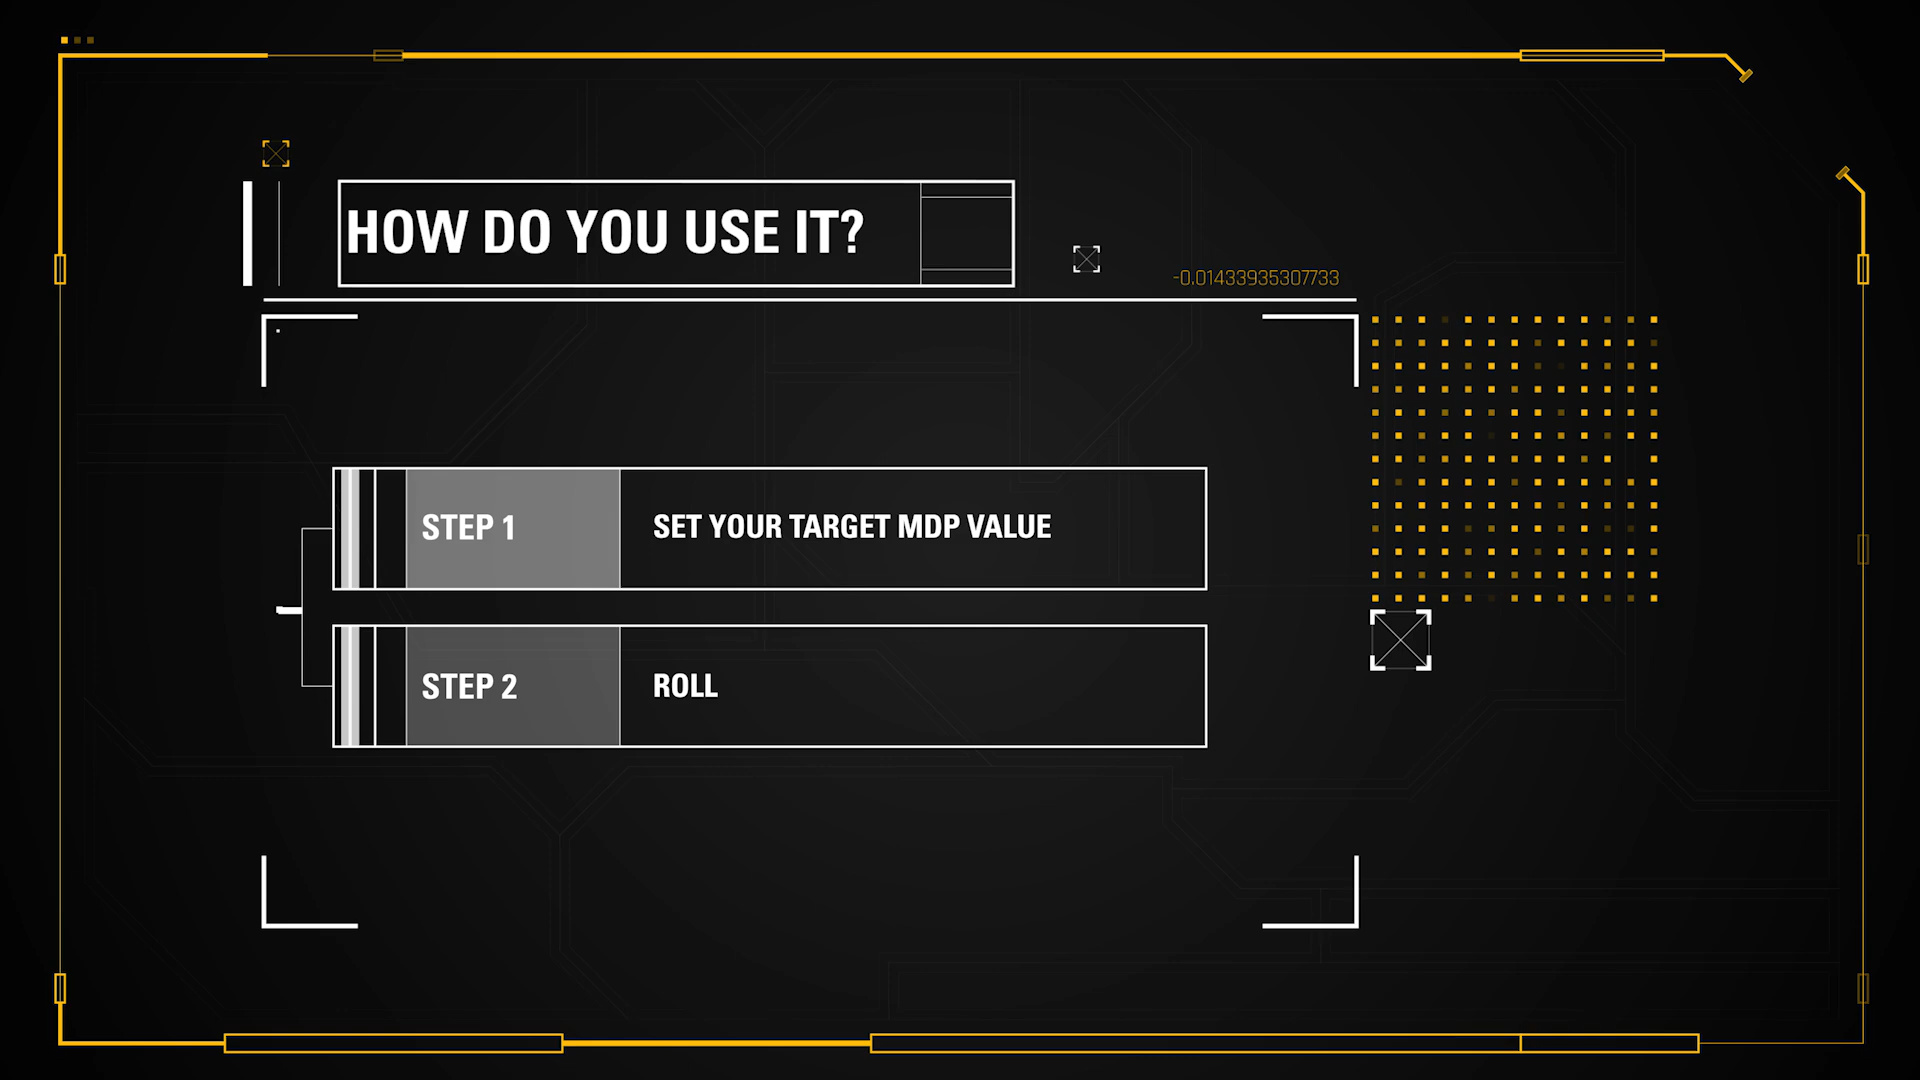 HOW DO YOU USE IT?
-0.01433935307733
STEP 1
SET YOUR TARGET MDP VALUE
STEP 2
ROLL